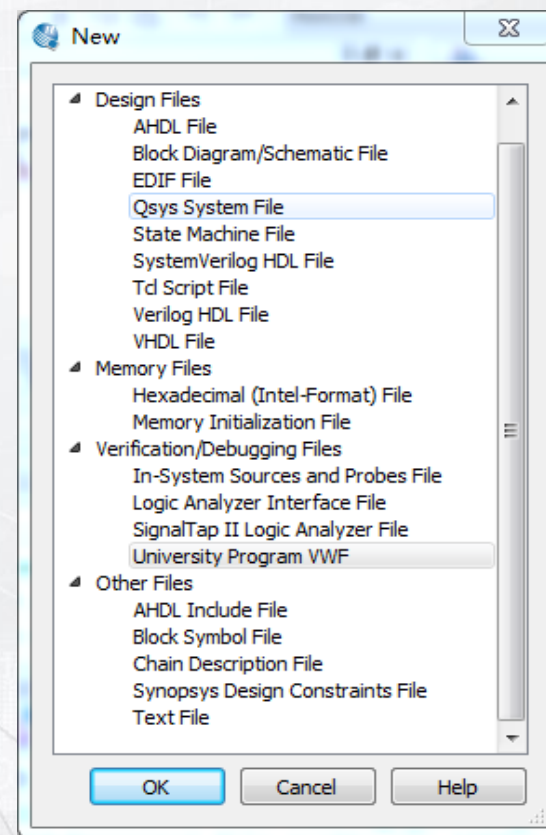 New
Design Files
AHDL File
Block Diagram/Schematic File
EDIF File
Qsys System File
State Machine File
SystemVerilog HDL File
Tcl Script File
Verilog HDL File
VHDL File
Memory Files
Hexadecimal (Intel-Format) File
Memory Initialization File
Verification/Debugging Files
In-System Sources and Probes File
Logic Analyzer Interface File
SignalTap II Logic Analyzer File
University Program VWF
Other Files
AHDL Include File
Block Symbol File
Chain Description File
Synopsys Design Constraints File
Text File
OK Cancel Help